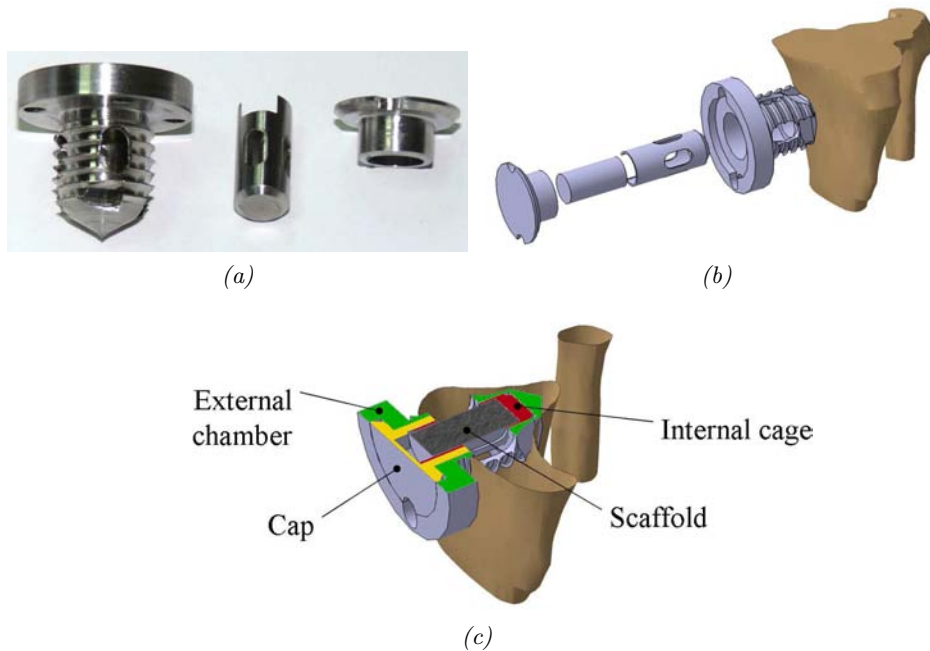 (a)
(b)
External
chamber
Internal cage
Cap
Scaffold
(c)